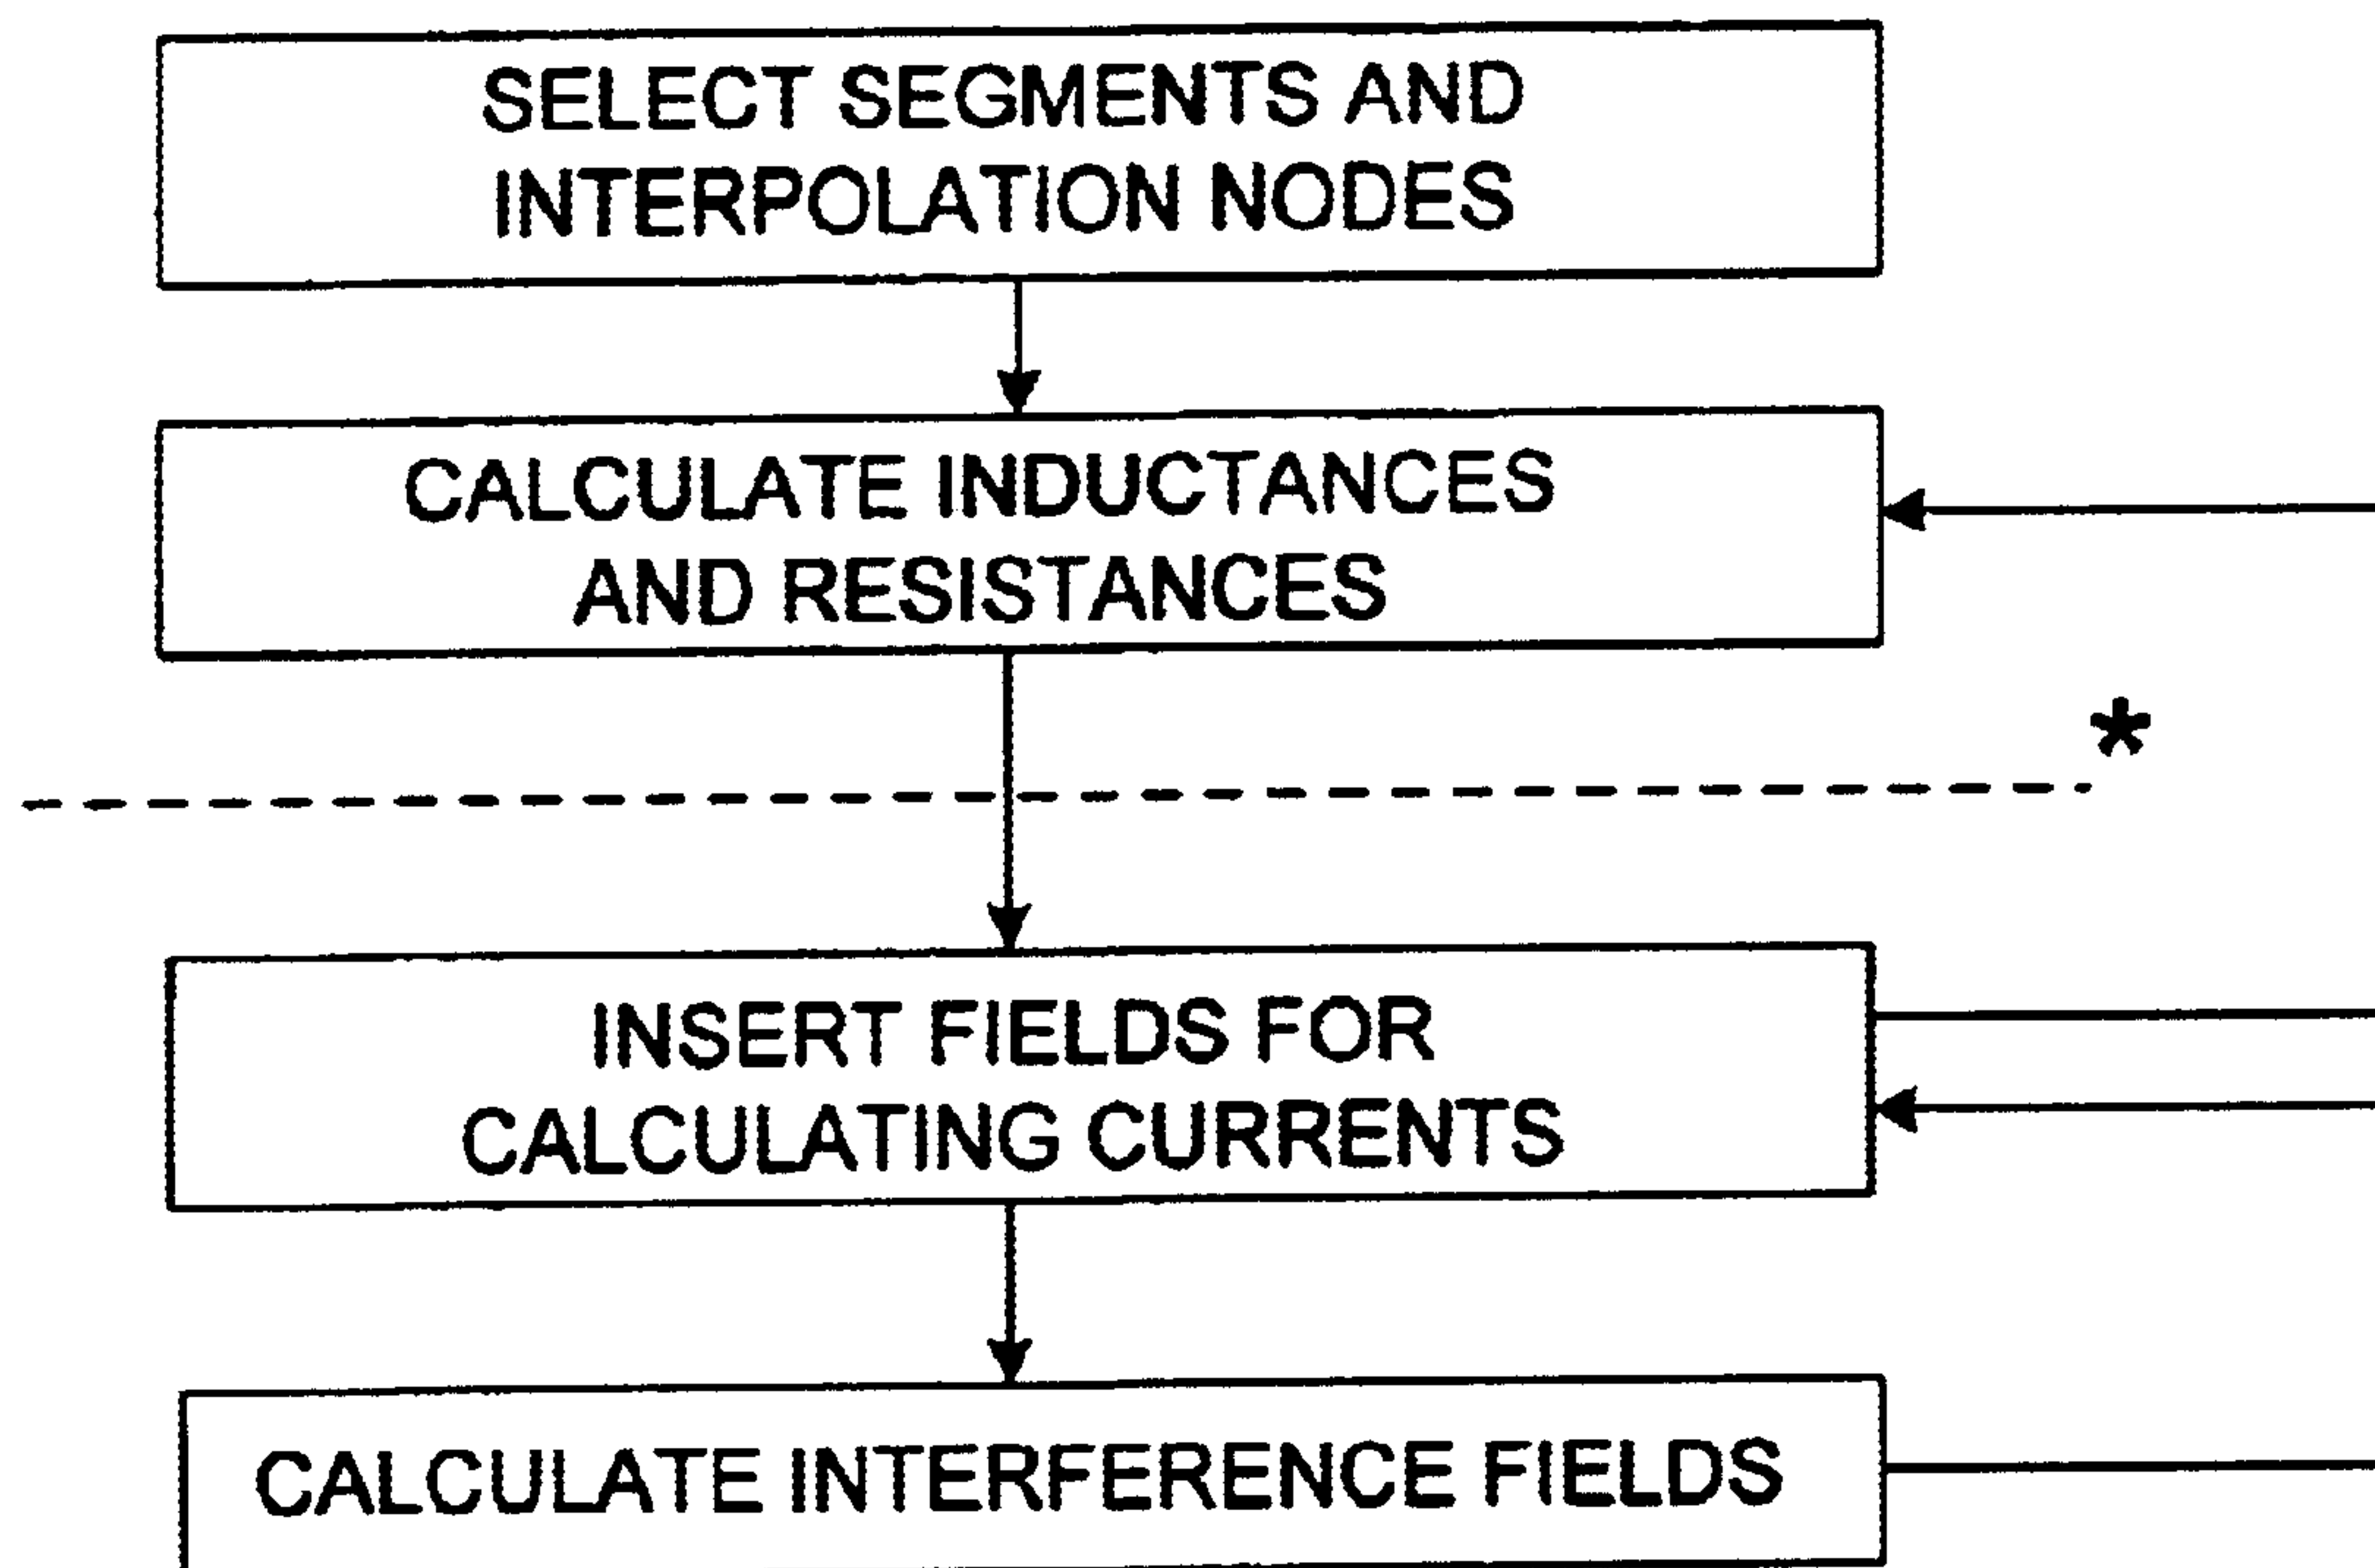 SELECT SEGMENTS AND
INTERPOLATION NODES
CALCULATE INDUCTANCES
AND RESISTANCES
*
INSERT FIELDS FOR
CALCULATING CURRENTS
CALCULATE INTERFERENCE FIELDS